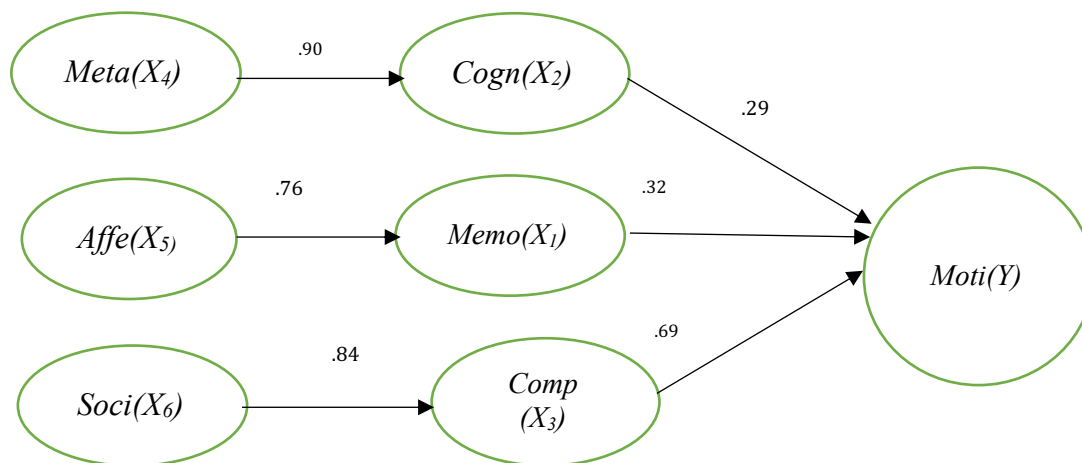 Meta(X4)
.90
Cogn(X2)
.29
Affe(X5)
.76
Memo(X1)
.32
Moti(Y)
Soci(X6)
.84
Comp
(X3)
.69